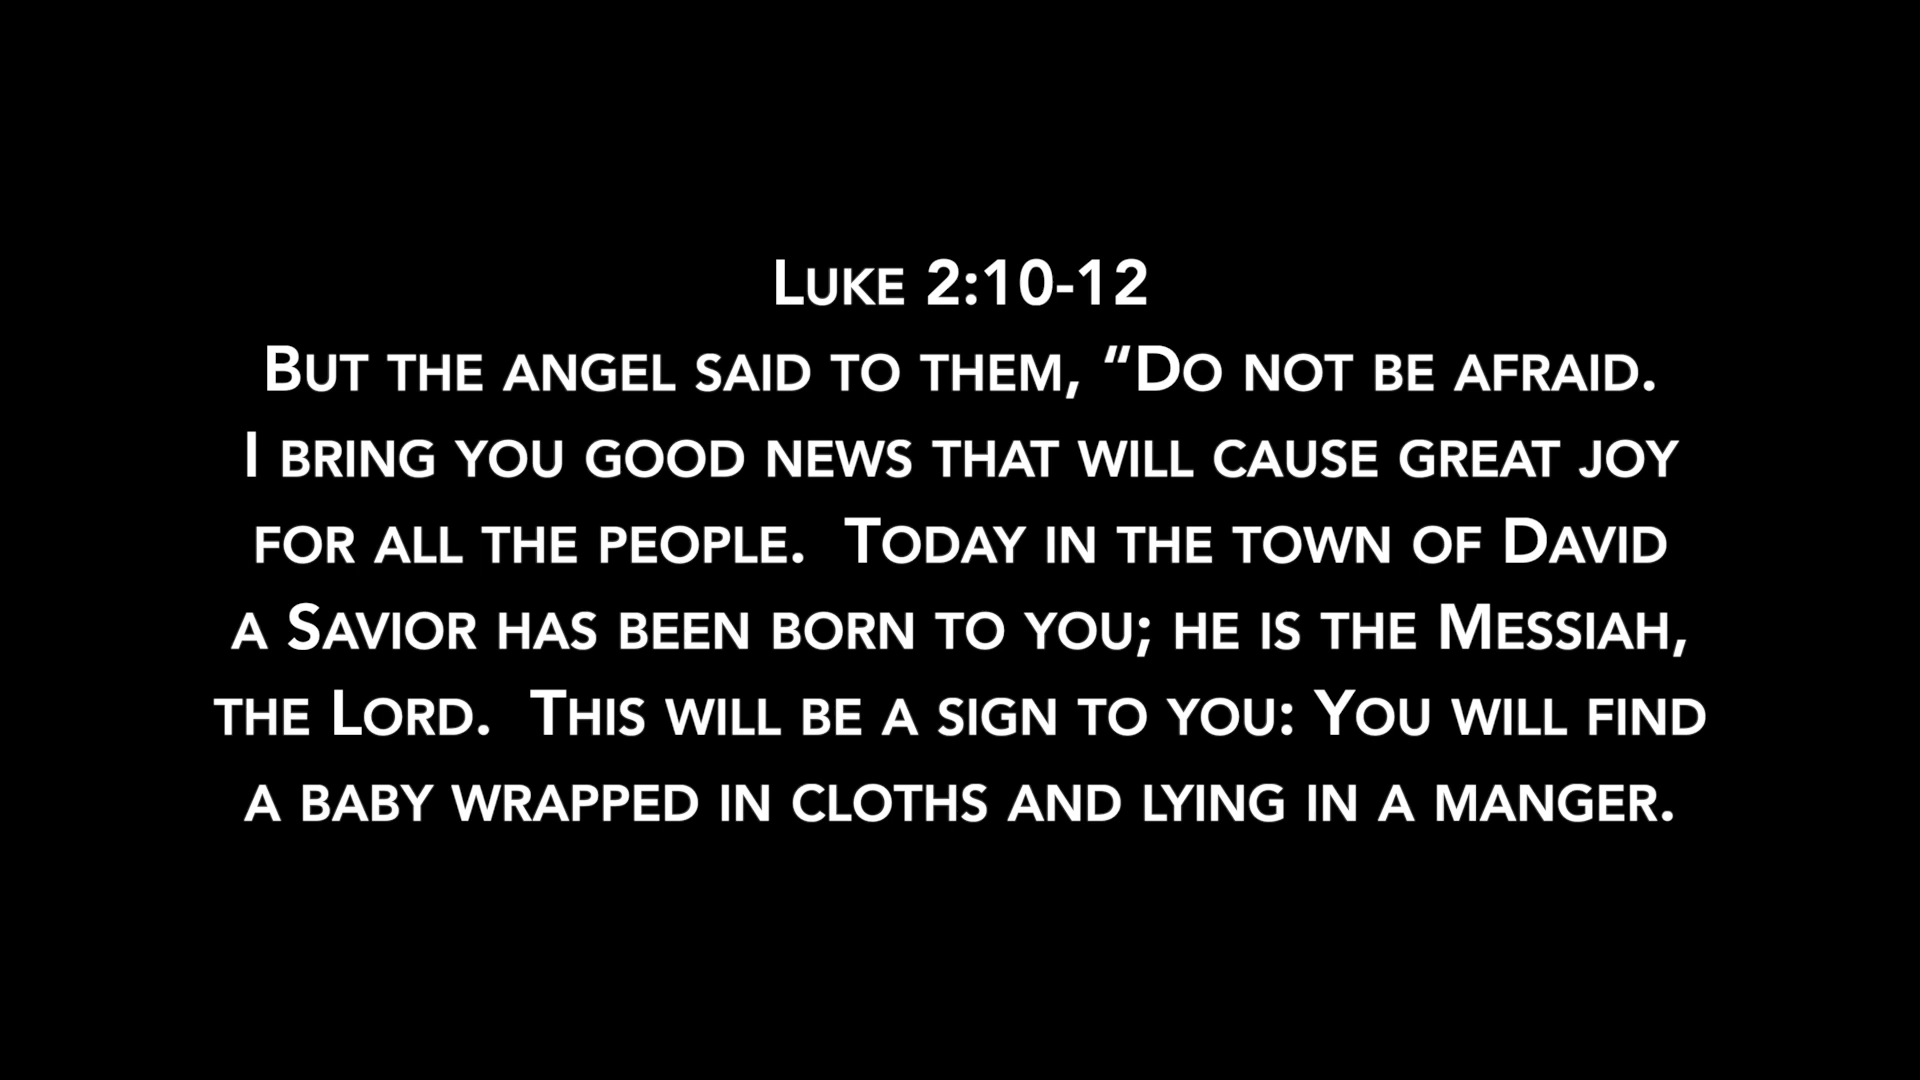 Luke 2:10-12
But the angel said to them, “Do not be afraid.
I bring you good news that will cause great joy
for all the people.  Today in the town of David
a Savior has been born to you; he is the Messiah,
the Lord.  This will be a sign to you: You will find
a baby wrapped in cloths and lying in a manger.